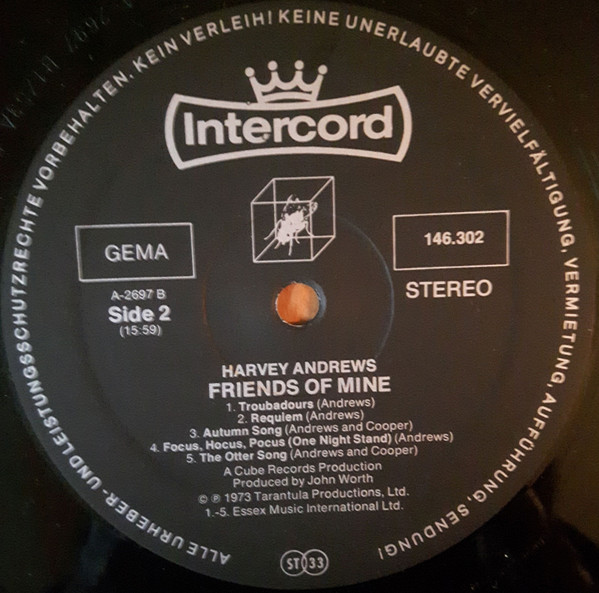 ALLE URHEBER- UND LEISTUNGSSCHUTZRECHTE VORBEHALTEN. KEIN VERLEIH! KEINE UNERLAUBTE VERVIELFÄLTIGUNG, VERMIETUNG, AUFFÜHRUNG, SENDUNG!
Intercord
GEMA
146.302
A-2697 B
STEREO
Side 2
(15:59)
HARVEY ANDREWS
FRIENDS OF MINE
1. Troubadours (Andrews)
2. Requiem (Andrews)
3. Autumn Song (Andrews and Cooper)
4. Focus, Hocus, Pocus (One Night Stand) (Andrews)
5. The Otter Song (Andrews and Cooper)
A Cube Records Production
Produced by John Worth
© ℗ 1973 Tarantula Productions, Ltd.
1.-5. Essex Music International Ltd.
ST 33